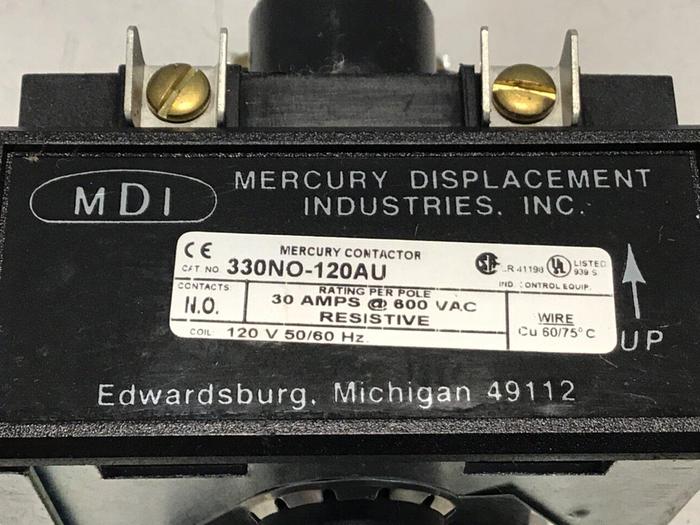 MDI
MERCURY DISPLACEMENT
INDUSTRIES, INC.
CE
MERCURY CONTACTOR
CAT NO. 330NO-120AU
LR 41198
UL LISTED
939 S
IND. CONTROL EQUIP.
CONTACTS
N.O.
RATING PER POLE
30 AMPS @ 600 VAC
RESISTIVE
WIRE
Cu 60/75° C
COIL 120 V 50/60 Hz.
UP
Edwardsburg, Michigan 49112